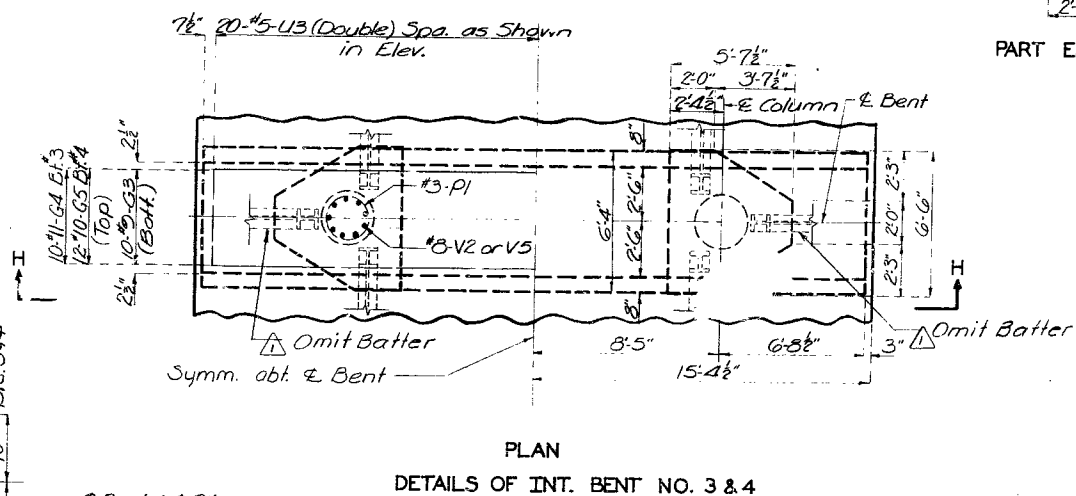 7½" 20-#5-U3 (Double) Spa. as Shown
in Elev.
2'-
PART E
5'-7½"
2'-0" 3'-7½"
2'-4½" ℄ Column ℄ Bent
2½"
10-#11-G4 Bt.#3
12-#10-G5 Bt.#4
(Top)
10-#9-G3
(Bott.)
2½"
#3-P1
#8-V2 or V5
8"
6'-4"
2'-6"
2'-6"
8"
2'-3"
2'-0"
2'-3"
6'-6"
H
H
1 Omit Batter
1 Omit Batter
Symm. abt. ℄ Bent
8'-5" 6'-8½" 3"
15'-4½"
PLAN
DETAILS OF INT. BENT NO. 3 & 4